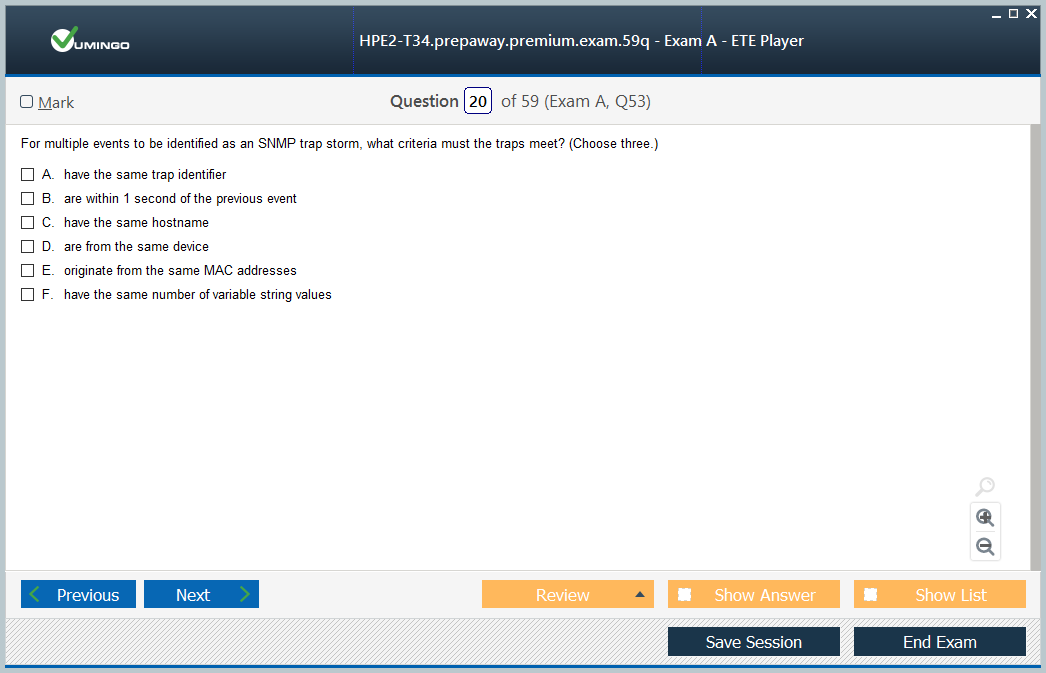 VUMINGO
HPE2-T34.prepaway.premium.exam.59q - Exam A - ETE Player
Mark
Question 20 of 59 (Exam A, Q53)
For multiple events to be identified as an SNMP trap storm, what criteria must the traps meet? (Choose three.)
A. have the same trap identifier
B. are within 1 second of the previous event
C. have the same hostname
D. are from the same device
E. originate from the same MAC addresses
F. have the same number of variable string values
Previous Next Review Show Answer Show List
Save Session End Exam